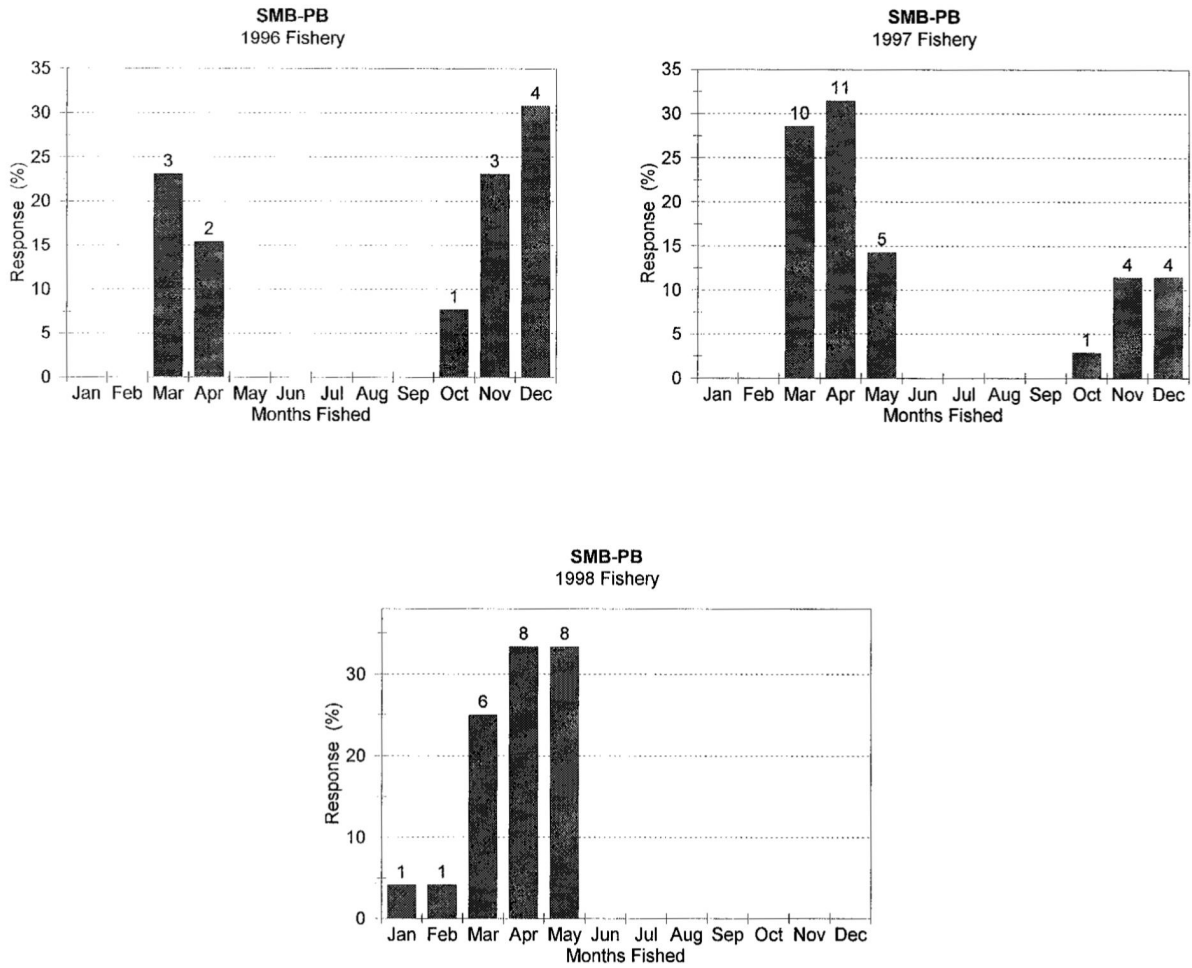 SMB-PB
1996 Fishery
35
30
25
20
15
10
5
0
Response (%)
3
2
1
3
4
Jan Feb Mar Apr May Jun Jul Aug Sep Oct Nov Dec
Months Fished
SMB-PB
1997 Fishery
35
30
25
20
15
10
5
0
Response (%)
10
11
5
1
4
4
Jan Feb Mar Apr May Jun Jul Aug Sep Oct Nov Dec
Months Fished
SMB-PB
1998 Fishery
30
20
10
0
Response (%)
1
1
6
8
8
Jan Feb Mar Apr May Jun Jul Aug Sep Oct Nov Dec
Months Fished